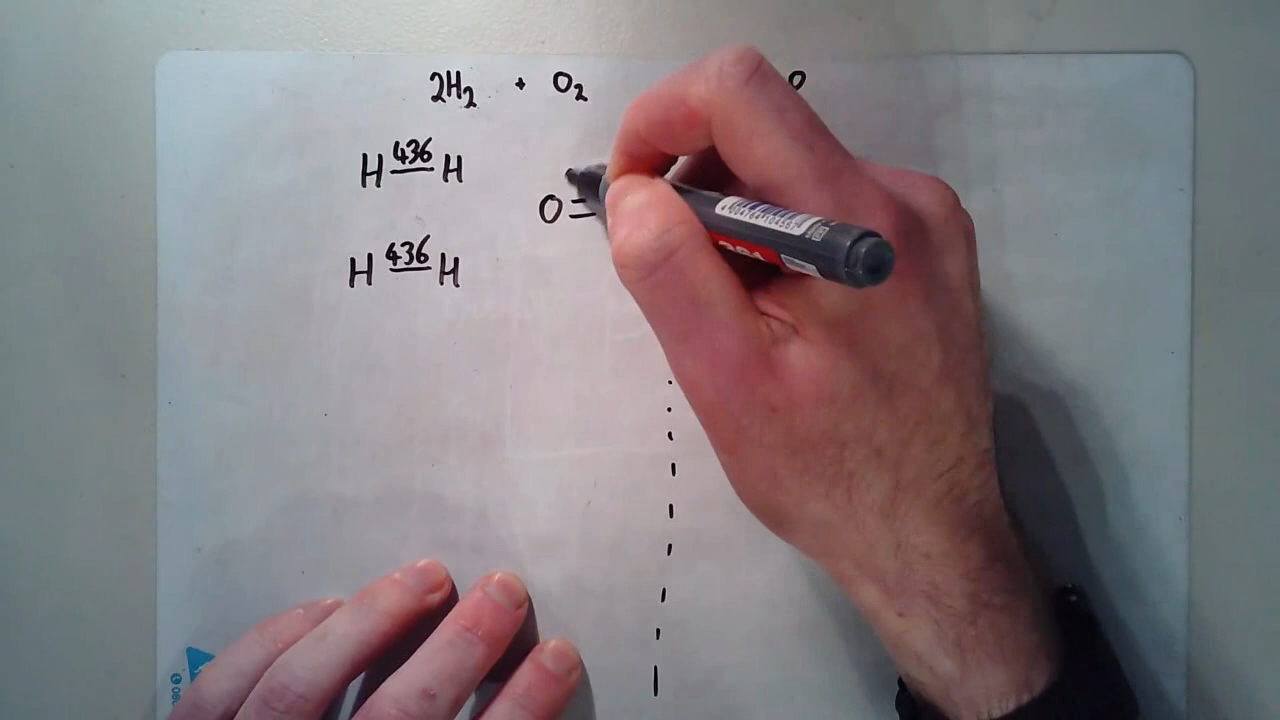 2H₂ + O₂ O
H 436 H
O=
H 436 H